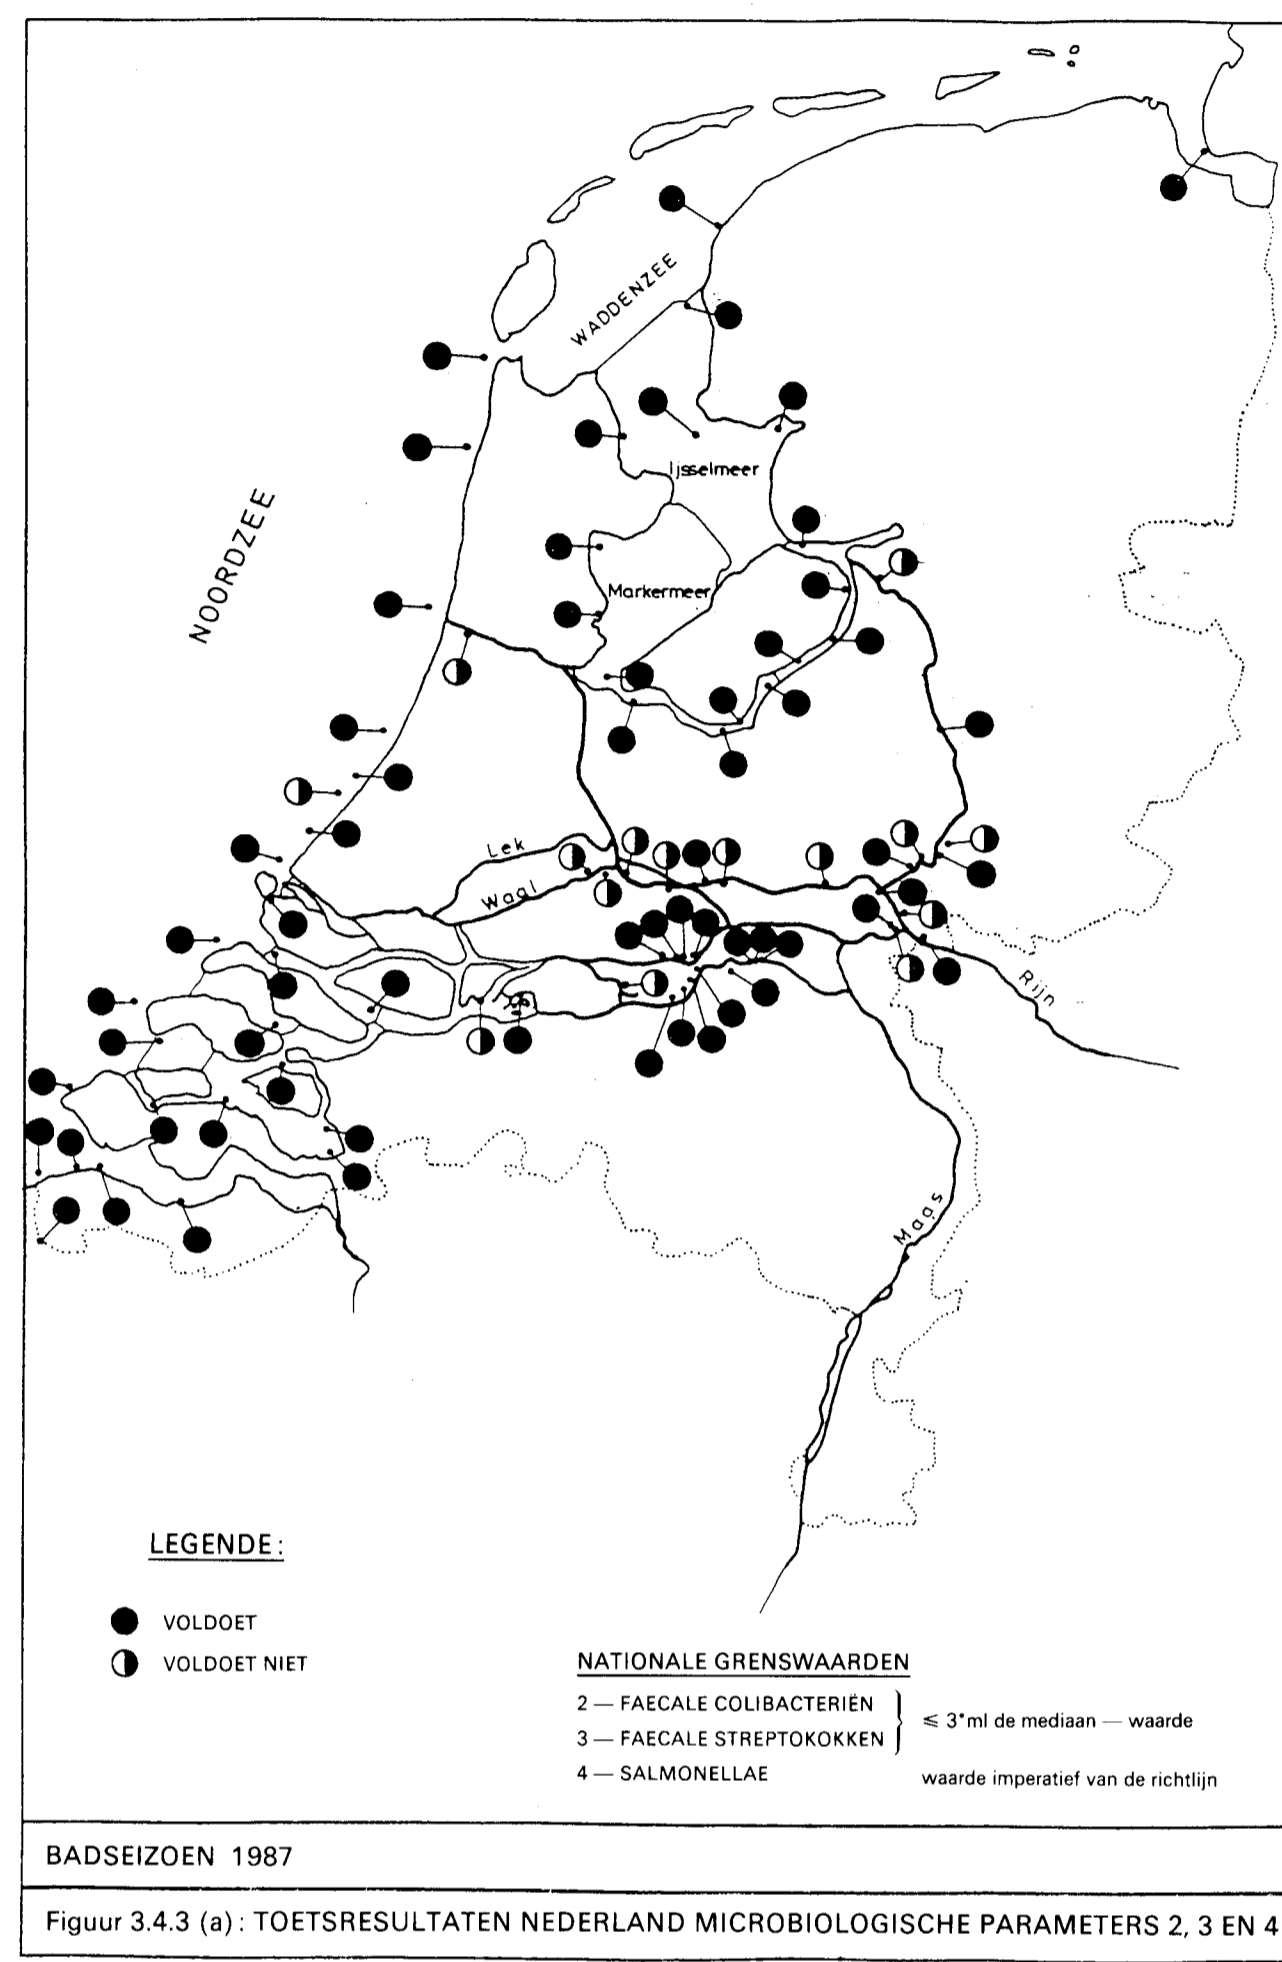 WADDENZEE
NOORDZEE
Ijsselmeer
Markermeer
Lek
Waal
Rijn
Maas
LEGENDE:
VOLDOET
VOLDOET NIET
NATIONALE GRENSWAARDEN
2 — FAECALE COLIBACTERIËN
3 — FAECALE STREPTOKOKKEN
⩽ 3*ml de mediaan — waarde
4 — SALMONELLAE
waarde imperatief van de richtlijn
BADSEIZOEN 1987
Figuur 3.4.3 (a): TOETSRESULTATEN NEDERLAND MICROBIOLOGISCHE PARAMETERS 2, 3 EN 4